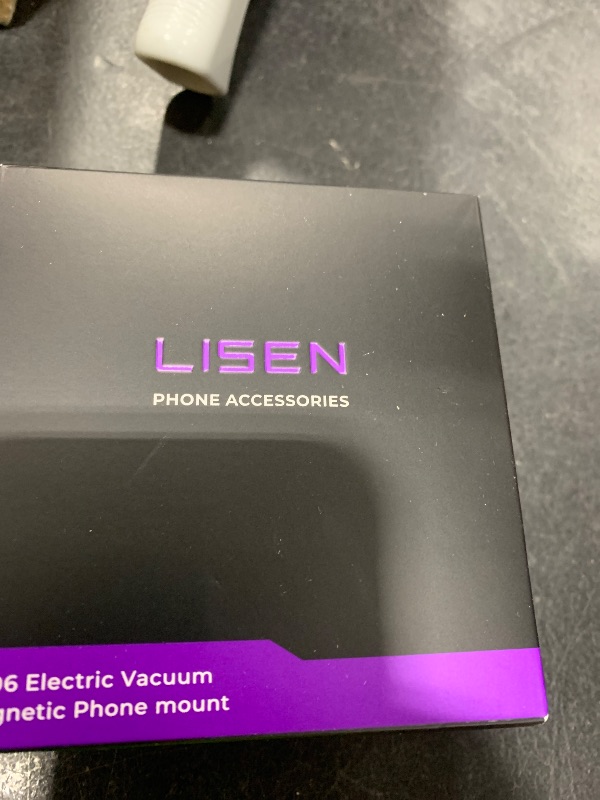 LISEN
PHONE ACCESSORIES
06 Electric Vacuum
gnetic Phone mount